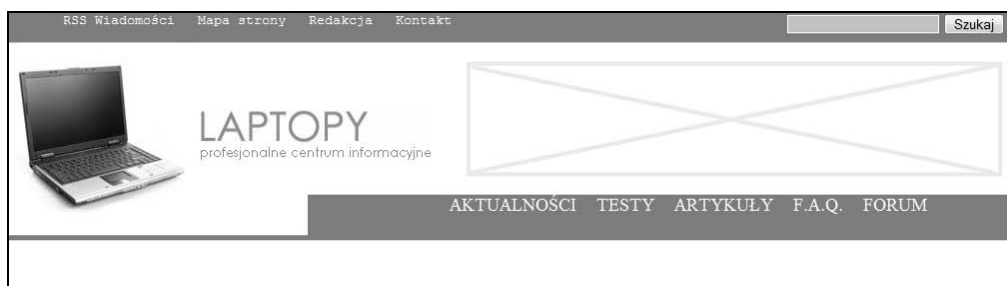 RSS Wiadomości Mapa strony Redakcja Kontakt Szukaj
LAPTOPY
profesjonalne centrum informacyjne
AKTUALNOŚCI TESTY ARTYKUŁY F.A.Q. FORUM